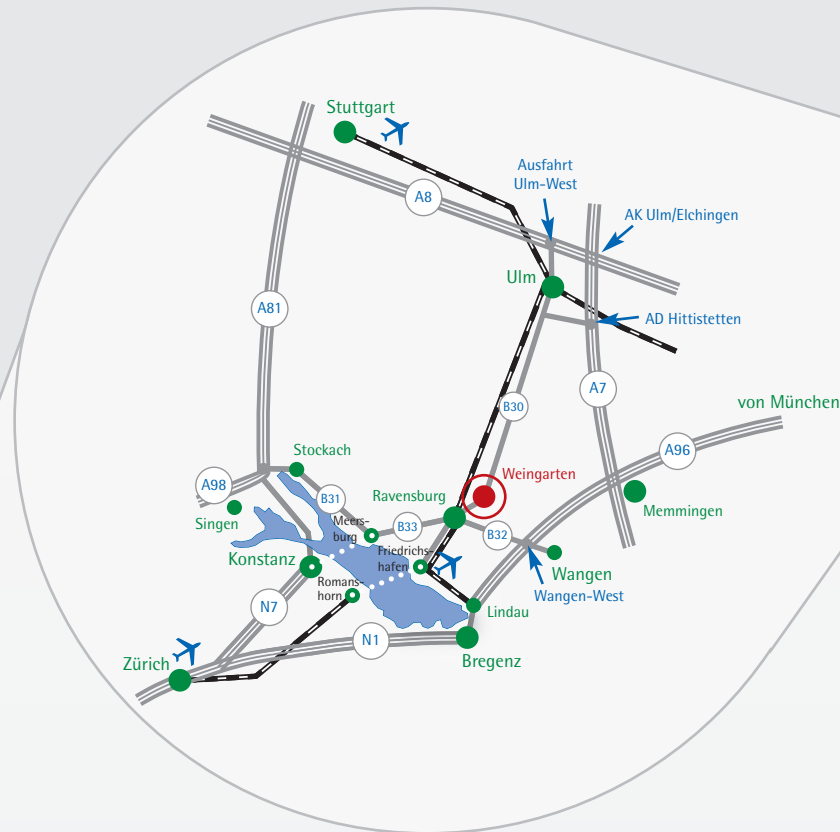 Stuttgart
Ausfahrt
Ulm-West
A8
AK Ulm/Elchingen
Ulm
A81
AD Hittistetten
A7
B30
von München
A96
Stockach
Weingarten
A98
B31
Ravensburg
Memmingen
Singen
Meers-
burg
B33
B32
Konstanz
Friedrichs-
hafen
Wangen
Romans-
horn
Wangen-West
N7
Lindau
N1
Zürich
Bregenz